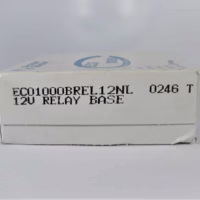 ECO1000BREL12NL 0246 T
12V RELAY BASE